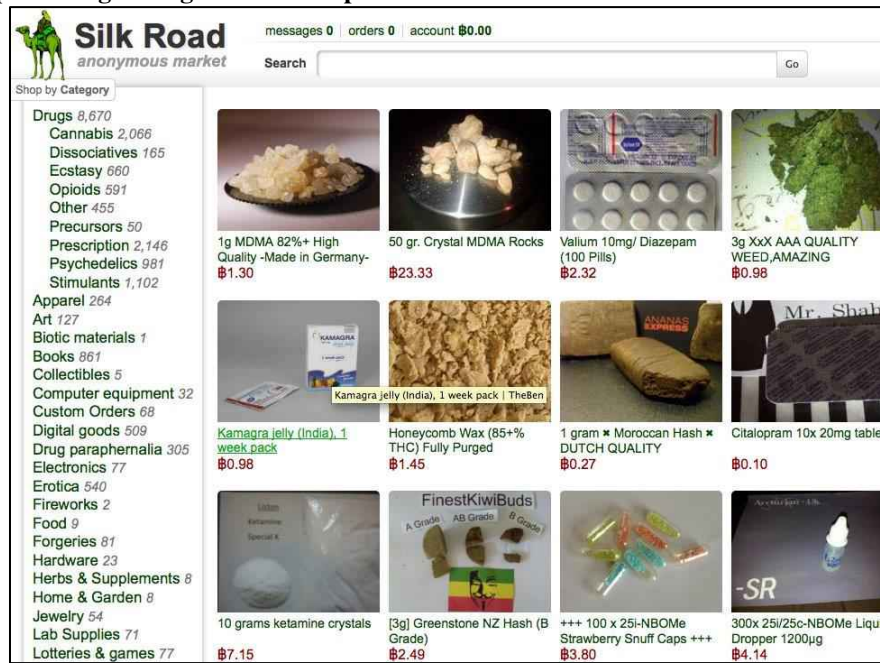 Silk Road
anonymous market
messages 0 | orders 0 | account ฿0.00
Search
Go
Shop by Category
Drugs 8,670
Cannabis 2,066
Dissociatives 165
Ecstasy 660
Opioids 591
Other 455
Precursors 50
Prescription 2,146
Psychedelics 981
Stimulants 1,102
Apparel 264
Art 127
Biotic materials 1
Books 861
Collectibles 5
Computer equipment 32
Custom Orders 68
Digital goods 509
Drug paraphernalia 305
Electronics 77
Erotica 540
Fireworks 2
Food 9
Forgeries 81
Hardware 23
Herbs & Supplements 8
Home & Garden 8
Jewelry 54
Lab Supplies 71
Lotteries & games 77
1g MDMA 82%+ High
Quality -Made in Germany-
฿1.30
50 gr. Crystal MDMA Rocks
฿23.33
Valium 10mg/ Diazepam
(100 Pills)
฿2.32
3g XxX AAA QUALITY
WEED,AMAZING
฿0.98
KAMAGRA
Kamagra jelly (India), 1 week pack | TheBen
Kamagra jelly (India), 1
week pack
฿0.98
Honeycomb Wax (85+%
THC) Fully Purged
฿1.45
ANANAS
EXPRESS
1 gram ✖ Moroccan Hash ✖
DUTCH QUALITY
฿0.27
Mr. Shab
Citalopram 10x 20mg table
฿0.10
Ketamine
Special K
10 grams ketamine crystals
฿7.15
FinestKiwiBuds
A Grade
AB Grade
B Grade
[3g] Greenstone NZ Hash (B
Grade)
฿2.49
+++ 100 x 25i-NBOMe
Strawberry Snuff Caps +++
฿3.80
-SR
300x 25i/25c-NBOMe Liqu
Dropper 1200µg
฿4.14